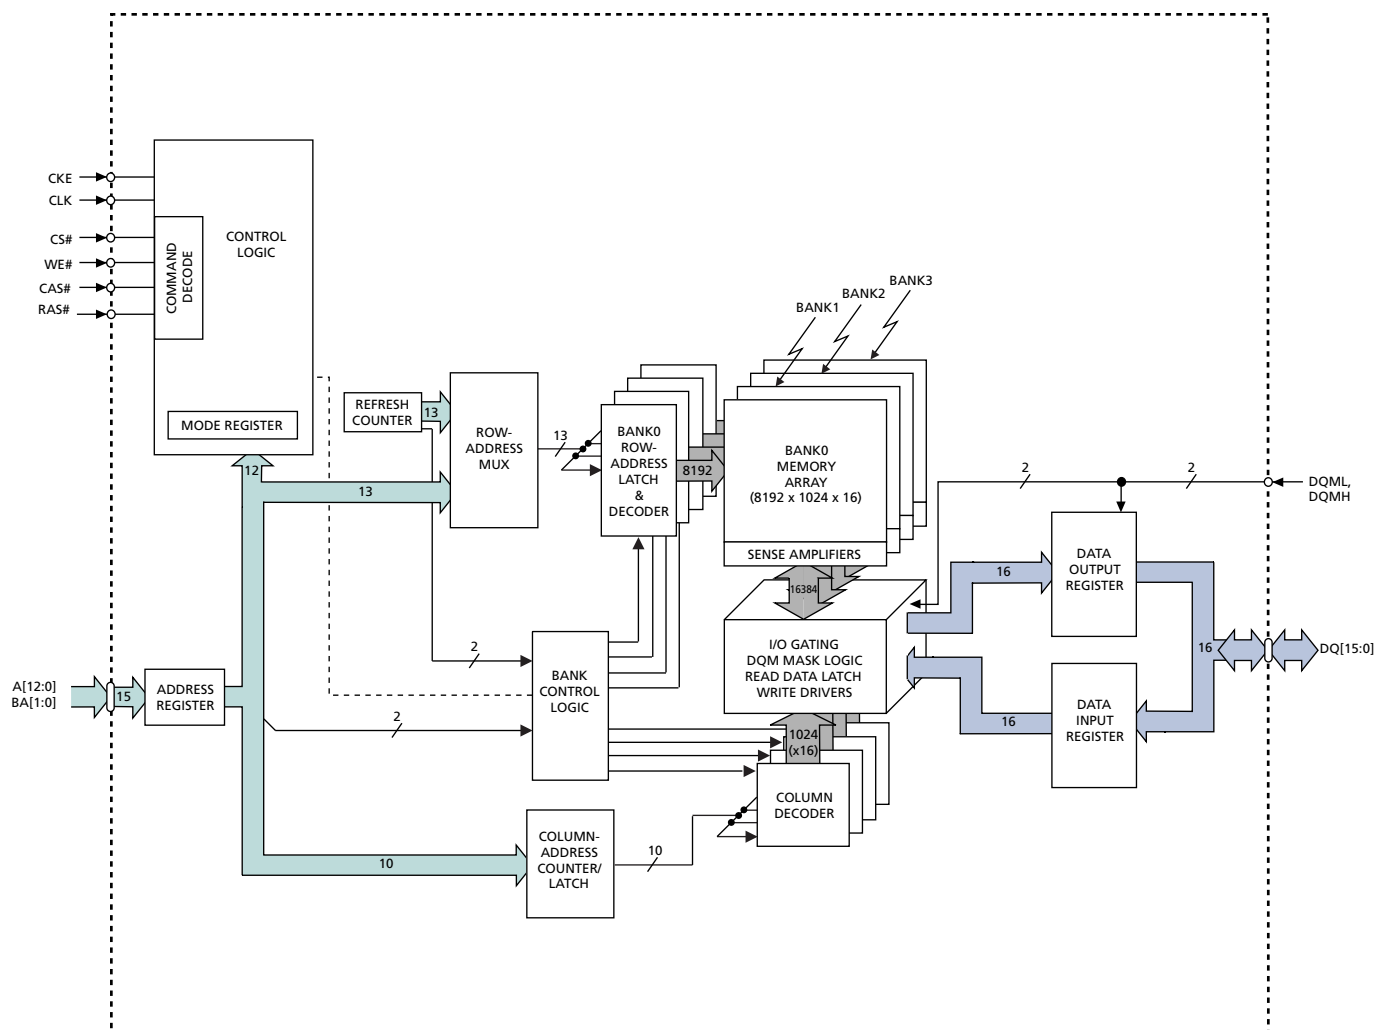 CKE
CLK
CS#
WE#
CAS#
RAS#
COMMAND
DECODE
CONTROL
LOGIC
MODE REGISTER
12
REFRESH
COUNTER
13
13
ROW-
ADDRESS
MUX
13
BANK0
ROW-
ADDRESS
LATCH
&
DECODER
8192
BANK1
BANK2
BANK3
BANK0
MEMORY
ARRAY
(8192 x 1024 x 16)
SENSE AMPLIFIERS
16384
I/O GATING
DQM MASK LOGIC
READ DATA LATCH
WRITE DRIVERS
2
2
DQML,
DQMH
DATA
OUTPUT
REGISTER
16
16
DQ[15:0]
DATA
INPUT
REGISTER
16
A[12:0]
BA[1:0]
15
ADDRESS
REGISTER
2
2
BANK
CONTROL
LOGIC
1024
(x16)
COLUMN
DECODER
10
COLUMN-
ADDRESS
COUNTER/
LATCH
10